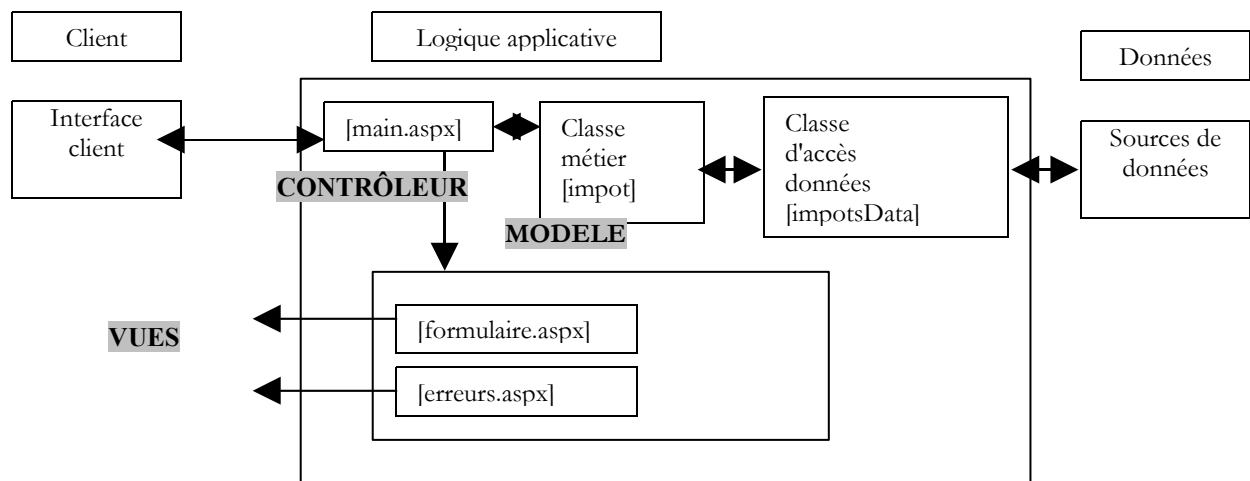 Client
Logique applicative
Données
Interface
client
[main.aspx]
CONTRÔLEUR
Classe
métier
[impot]
MODELE
Classe
d'accès
données
[impotsData]
Sources de
données
VUES
[formulaire.aspx]
[erreurs.aspx]